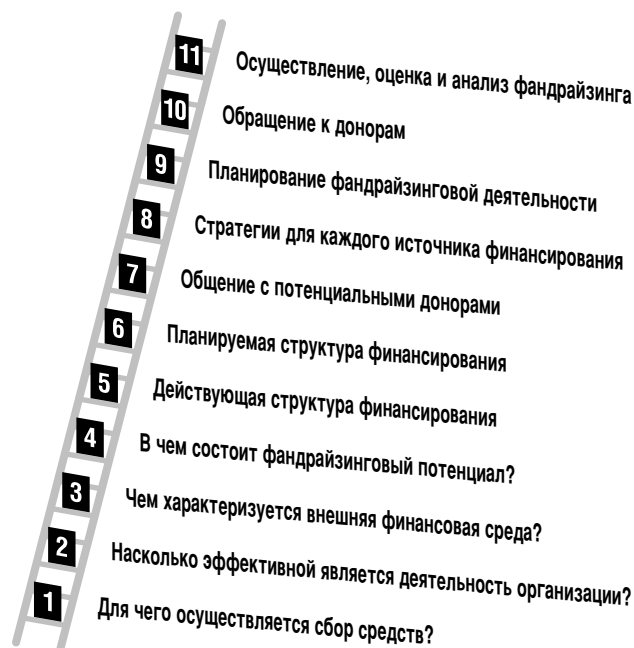 11 Осуществление, оценка и анализ фандрайзинга
10 Обращение к донорам
9 Планирование фандрайзинговой деятельности
8 Стратегии для каждого источника финансирования
7 Общение с потенциальными донорами
6 Планируемая структура финансирования
5 Действующая структура финансирования
4 В чем состоит фандрайзинговый потенциал?
3 Чем характеризуется внешняя финансовая среда?
2 Насколько эффективной является деятельность организации?
1 Для чего осуществляется сбор средств?